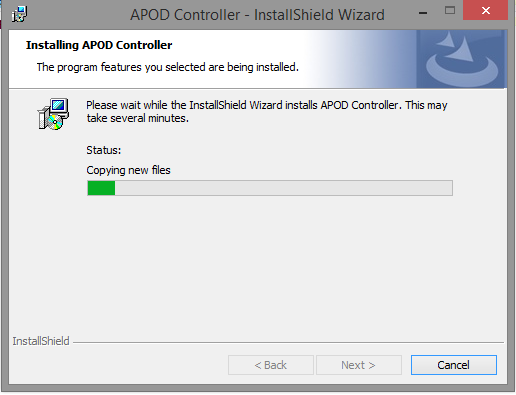 APOD Controller - InstallShield Wizard
Installing APOD Controller
The program features you selected are being installed.
Please wait while the InstallShield Wizard installs APOD Controller. This may
take several minutes.
Status:
Copying new files
InstallShield
< Back
Next >
Cancel